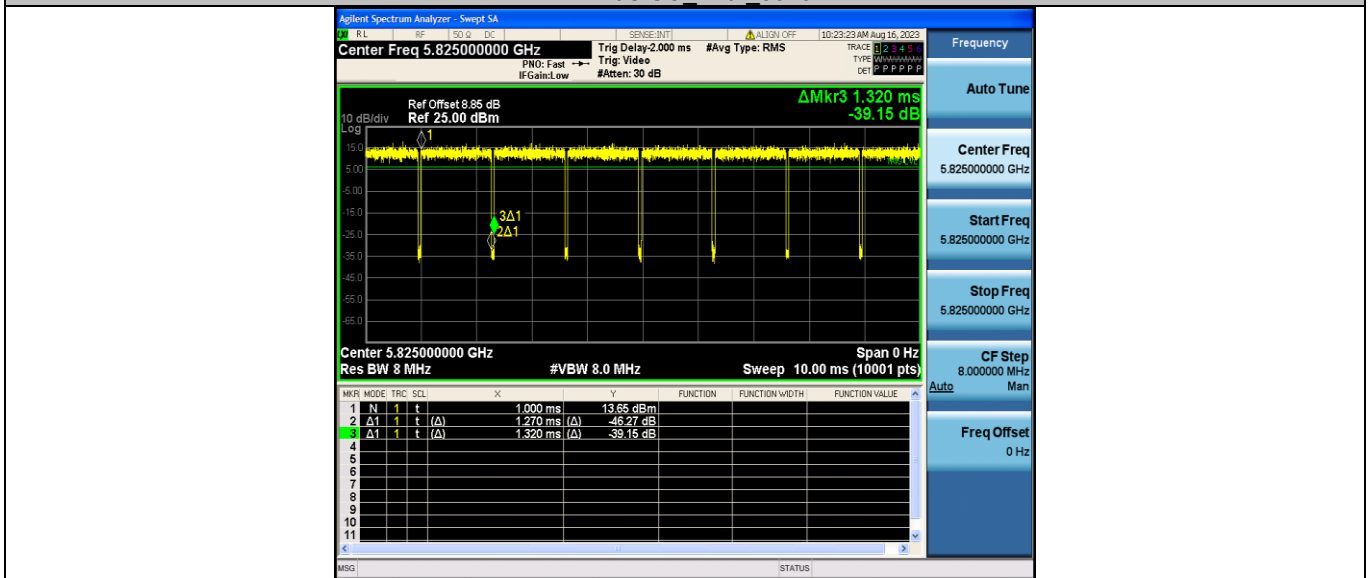 Agilent Spectrum Analyzer - Swept SA
RL RF 50 Ω DC SENSE:INT ALIGN OFF 10:23:23 AM Aug 16, 2023
Center Freq 5.825000000 GHz
PNO: Fast
IFGain:Low
Trig Delay-2.000 ms
Trig: Video
#Atten: 30 dB
#Avg Type: RMS
TRACE 1 2 3 4 5 6
TYPE
DET P P P P P P
ΔMkr3 1.320 ms
-39.15 dB
Ref Offset 8.85 dB
Ref 25.00 dBm
10 dB/div
Log
15.0
5.00
-5.00
-15.0
-25.0
-35.0
-45.0
-55.0
-65.0
1
3Δ1
2Δ1
Center 5.825000000 GHz Span 0 Hz
Res BW 8 MHz #VBW 8.0 MHz Sweep 10.00 ms (10001 pts)
MKR MODE TRC SCL X Y FUNCTION FUNCTION WIDTH FUNCTION VALUE
1 N 1 t 1.000 ms 13.65 dBm
2 Δ1 1 t (Δ) 1.270 ms (Δ) -46.27 dB
3 Δ1 1 t (Δ) 1.320 ms (Δ) -39.15 dB
4
5
6
7
8
9
10
11
MSG STATUS
Frequency
Auto Tune
Center Freq
5.825000000 GHz
Start Freq
5.825000000 GHz
Stop Freq
5.825000000 GHz
CF Step
8.000000 MHz
Auto Man
Freq Offset
0 Hz